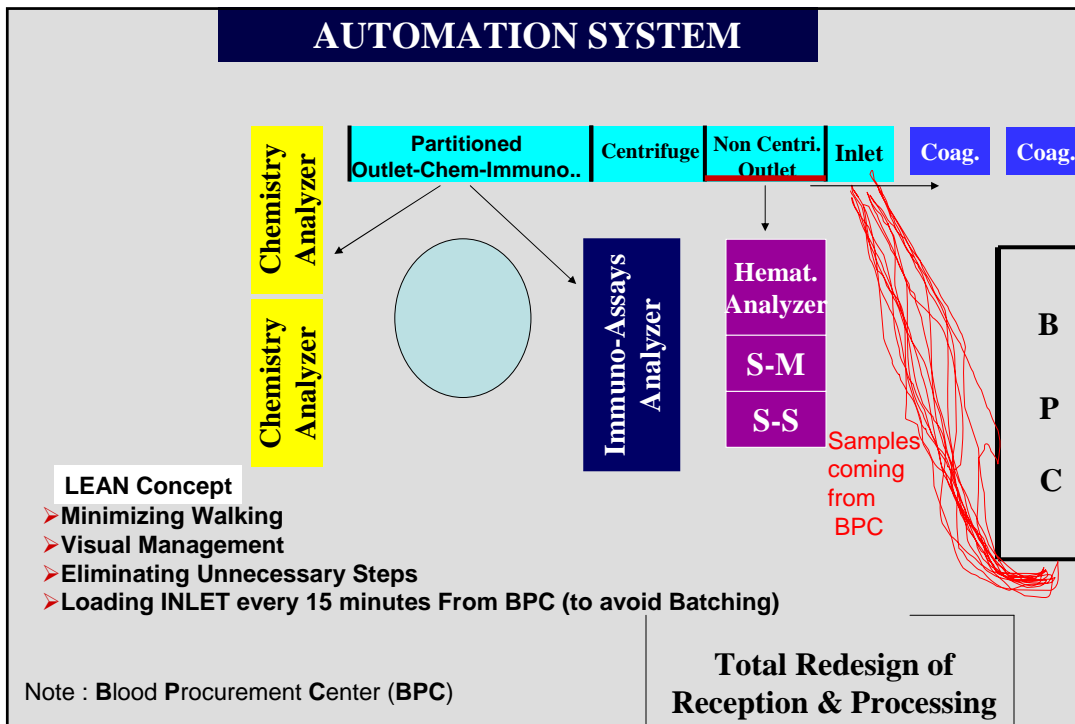 AUTOMATION SYSTEM
Chemistry
Analyzer
Partitioned
Outlet-Chem-Immuno..
Centrifuge
Non Centri.
Outlet
Inlet
Coag.
Coag.
Chemistry
Analyzer
Immuno-Assays
Analyzer
Hemat.
Analyzer
S-M
S-S
Samples
coming
from
BPC
B
P
C
LEAN Concept
➢Minimizing Walking
➢Visual Management
➢Eliminating Unnecessary Steps
➢Loading INLET every 15 minutes From BPC (to avoid Batching)
Note : Blood Procurement Center (BPC)
Total Redesign of
Reception & Processing